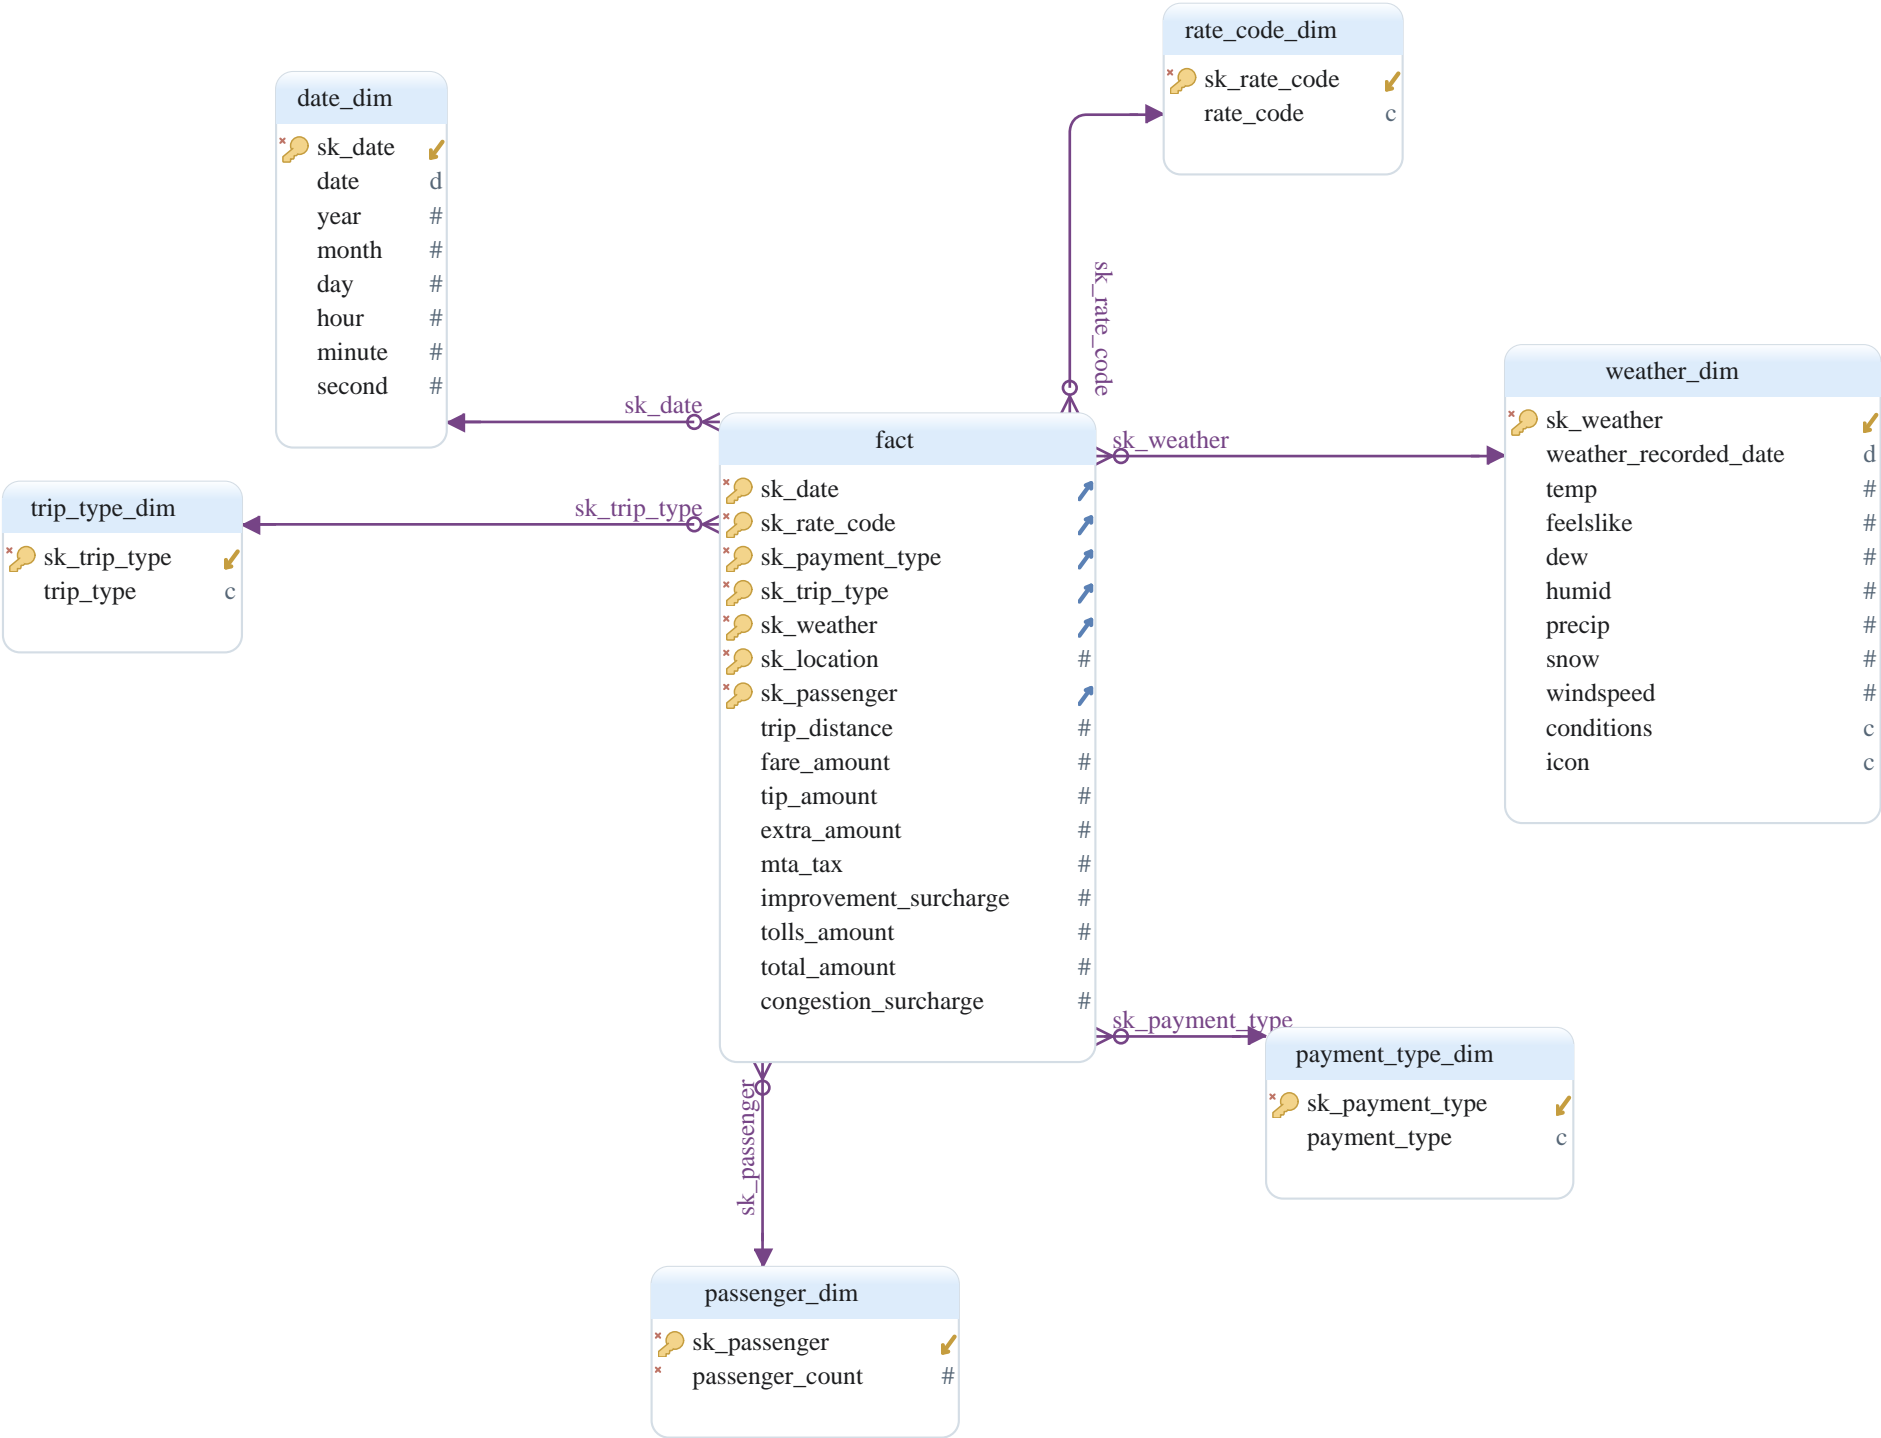 rate_code_dim
sk_rate_code
rate_code c
date_dim
sk_date
date d
year #
month #
day #
hour #
minute #
second #
sk_rate_code
weather_dim
sk_weather
weather_recorded_date d
temp #
feelslike #
dew #
humid #
precip #
snow #
windspeed #
conditions c
icon c
sk_date
sk_trip_type
sk_weather
trip_type_dim
sk_trip_type
trip_type c
fact
sk_date
sk_rate_code
sk_payment_type
sk_trip_type
sk_weather
sk_location #
sk_passenger
trip_distance #
fare_amount #
tip_amount #
extra_amount #
mta_tax #
improvement_surcharge #
tolls_amount #
total_amount #
congestion_surcharge #
sk_payment_type
payment_type_dim
sk_payment_type
payment_type c
sk_passenger
passenger_dim
sk_passenger
passenger_count #